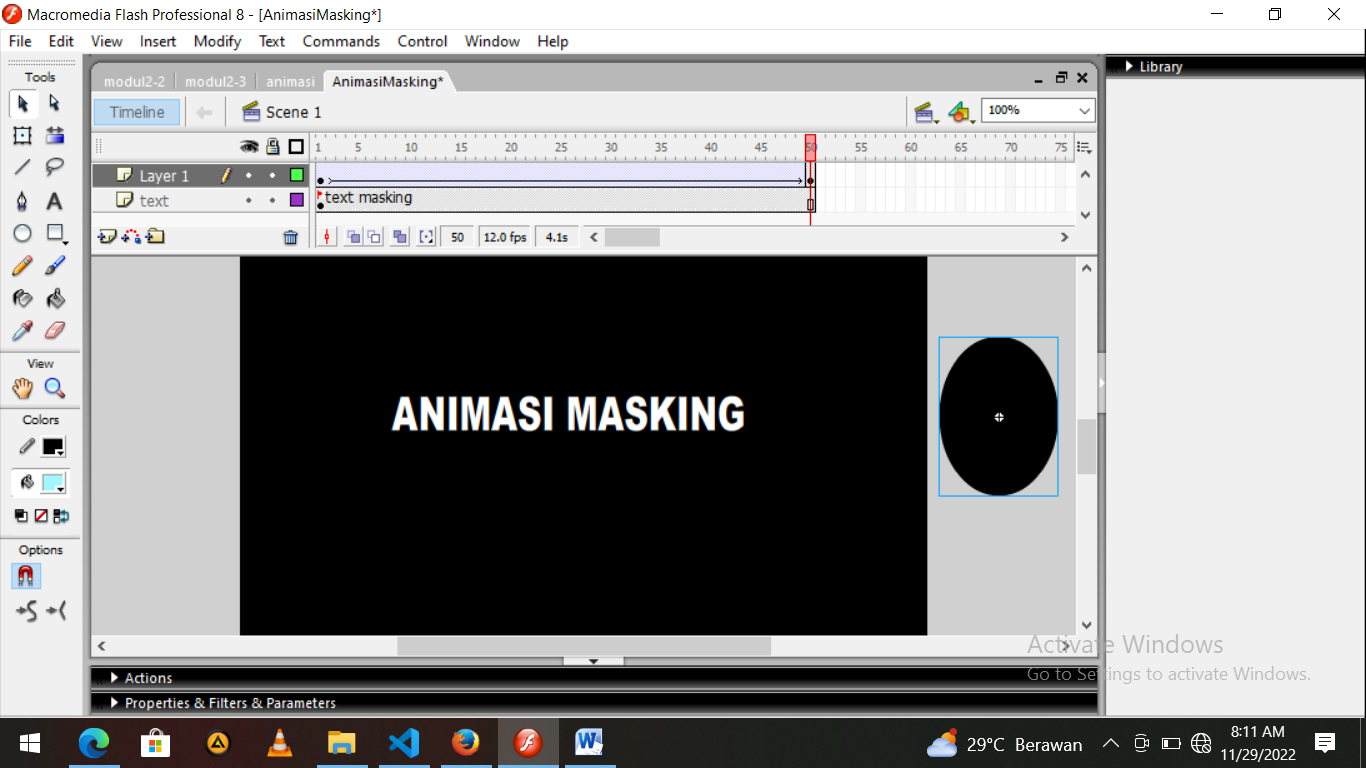 Macromedia Flash Professional 8 - [AnimasiMasking*]
File Edit View Insert Modify Text Commands Control Window Help
Tools
modul2-2 modul2-3 animasi AnimasiMasking*
Library
Timeline Scene 1 100%
1 5 10 15 20 25 30 35 40 45 50 55 60 65 70 75
Layer 1
text text masking
50 12.0 fps 4.1s
View
Colors
Options
ANIMASI MASKING
Activate Windows
Go to Settings to activate Windows.
Actions
Properties & Filters & Parameters
29°C Berawan
8:11 AM
11/29/2022